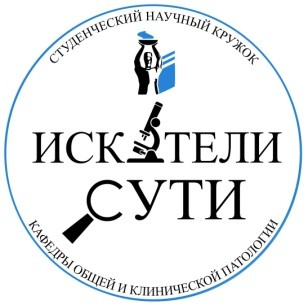 СТУДЕНЧЕСКИЙ НАУЧНЫЙ КРУЖОК
ИСКАТЕЛИ
СУТИ
КАФЕДРЫ ОБЩЕЙ И КЛИНИЧЕСКОЙ ПАТОЛОГИИ